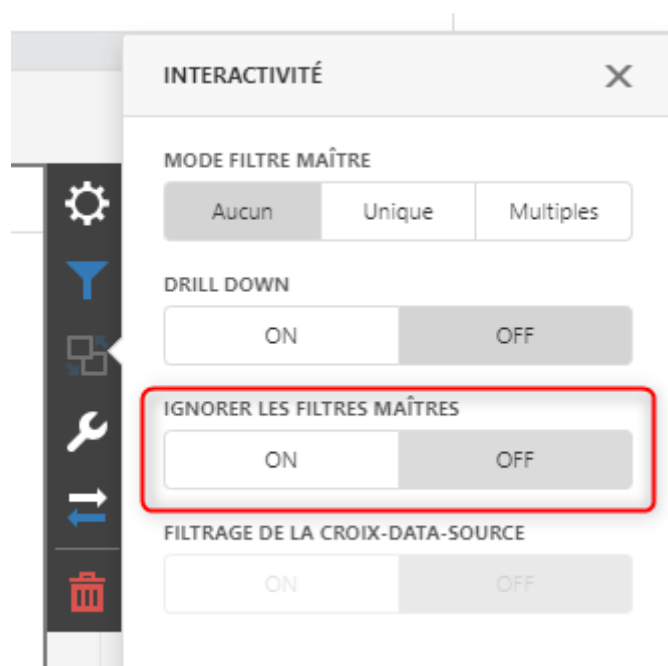 INTERACTIVITÉ
MODE FILTRE MAÎTRE
Aucun Unique Multiples
DRILL DOWN
ON OFF
IGNORER LES FILTRES MAÎTRES
ON OFF
FILTRAGE DE LA CROIX-DATA-SOURCE
ON OFF